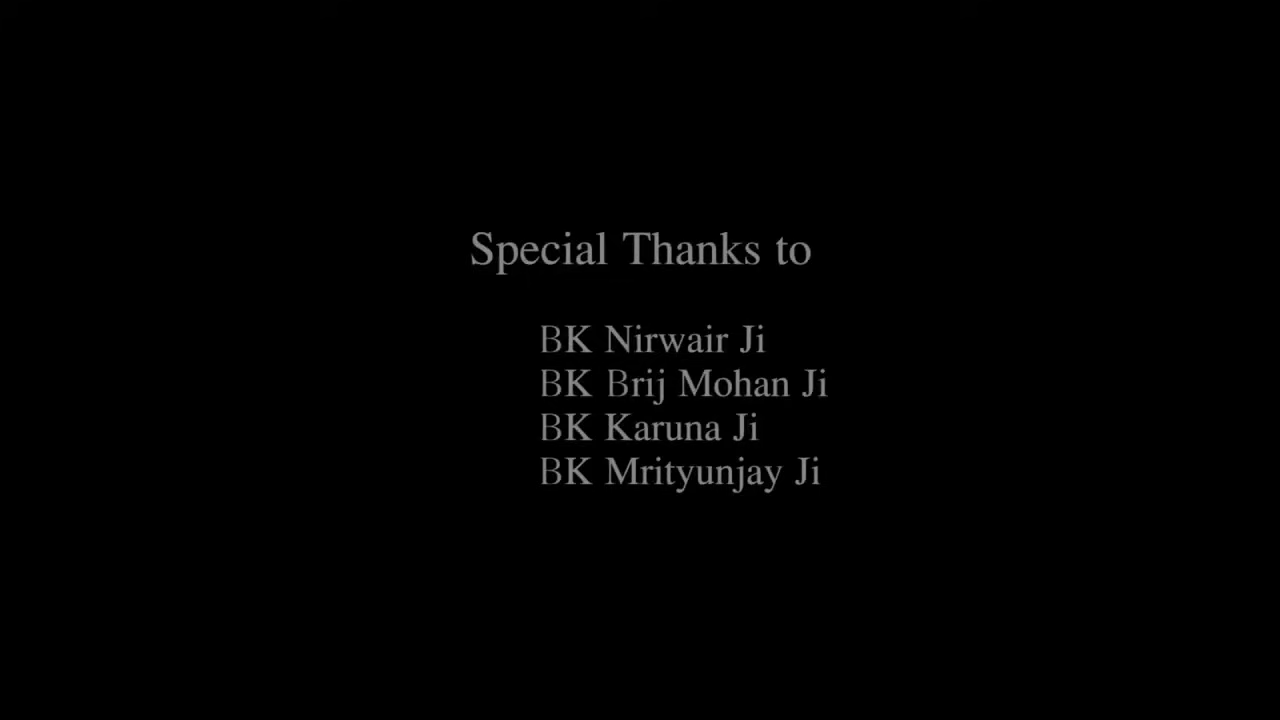 Special Thanks to
BK Nirwair Ji
BK Brij Mohan Ji
BK Karuna Ji
BK Mrityunjay Ji